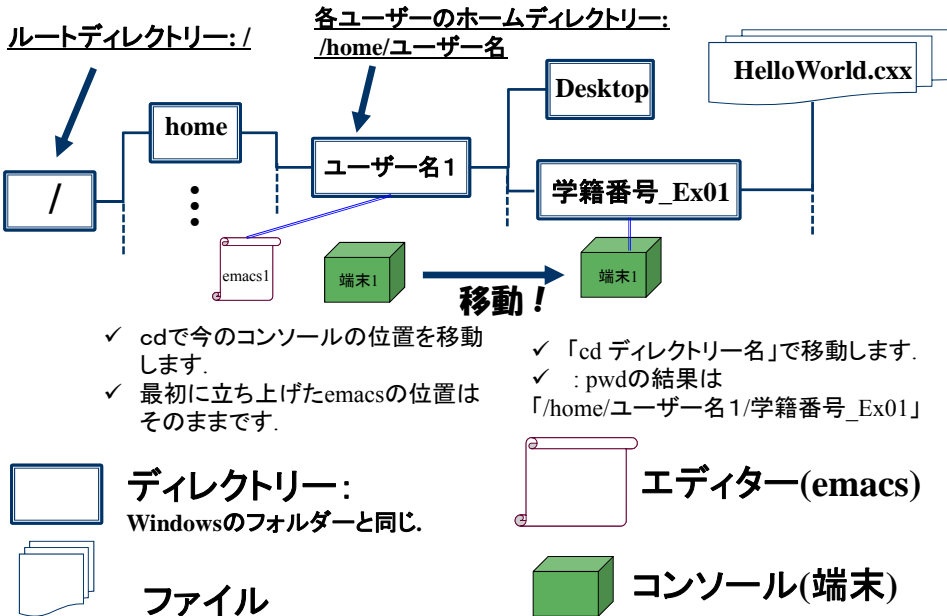 ルートディレクトリー: /
各ユーザーのホームディレクトリー:
/home/ユーザー名
HelloWorld.cxx
Desktop
home
ユーザー名1
/
学籍番号_Ex01
emacs1
端末1
端末1
移動！
✓ cdで今のコンソールの位置を移動
します.
✓ 最初に立ち上げたemacsの位置は
そのままです.
✓ 「cd ディレクトリー名」で移動します.
✓ : pwdの結果は
「/home/ユーザー名1/学籍番号_Ex01」
ディレクトリー:
Windowsのフォルダーと同じ.
エディター(emacs)
ファイル
コンソール(端末)